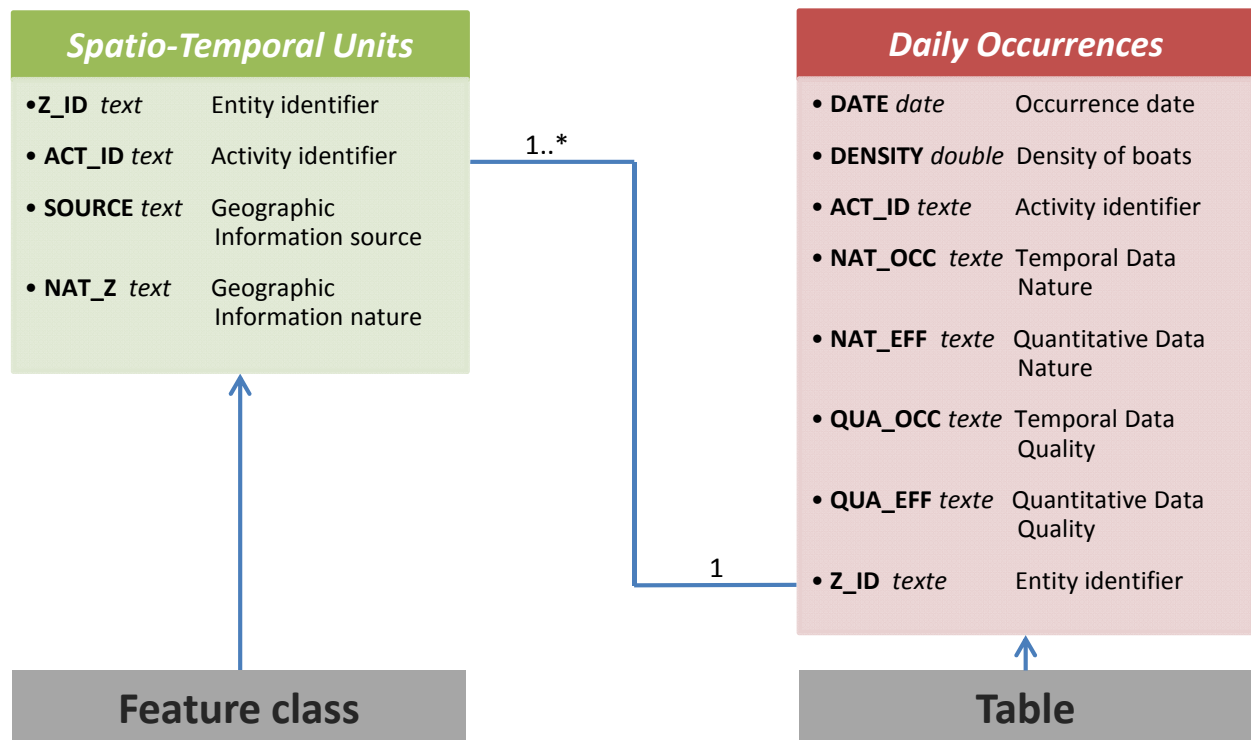 Spatio-Temporal Units
•Z_ID text Entity identifier
• ACT_ID text Activity identifier
• SOURCE text Geographic
Information source
• NAT_Z text Geographic
Information nature
1..*
1
Daily Occurrences
• DATE date Occurrence date
• DENSITY double Density of boats
• ACT_ID texte Activity identifier
• NAT_OCC texte Temporal Data
Nature
• NAT_EFF texte Quantitative Data
Nature
• QUA_OCC texte Temporal Data
Quality
• QUA_EFF texte Quantitative Data
Quality
• Z_ID texte Entity identifier
Feature class
Table